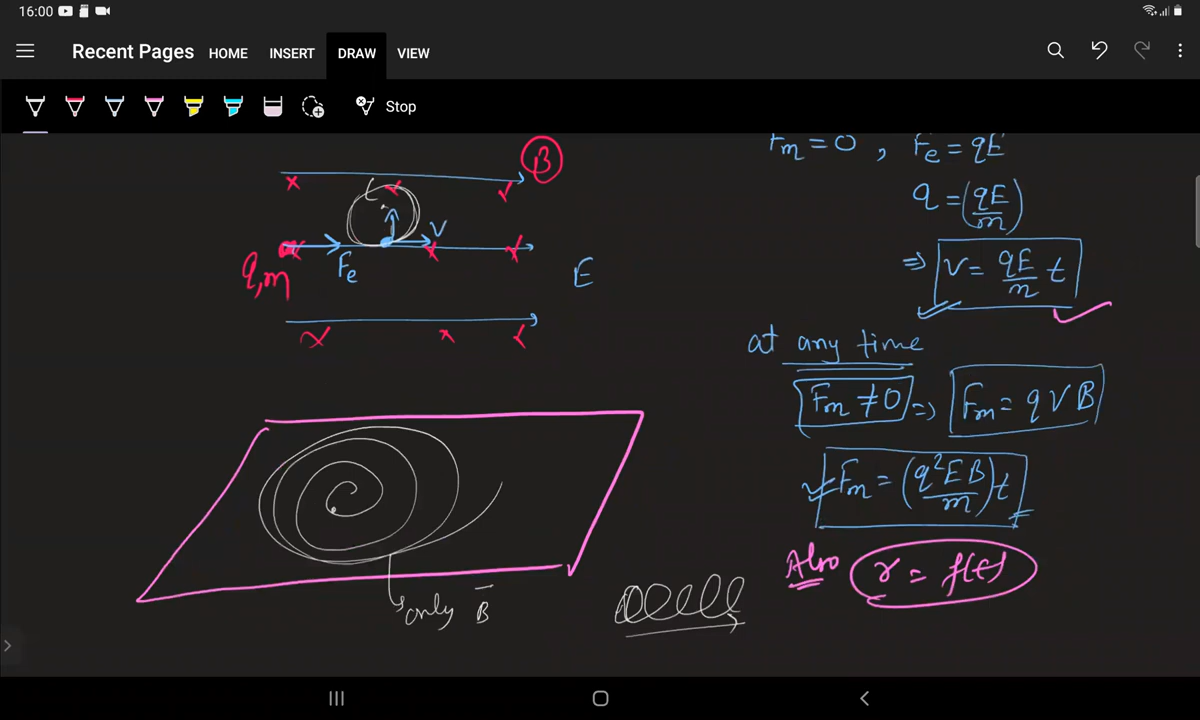 16:00
Recent Pages HOME INSERT DRAW VIEW
Stop
B
V
q,m
Fe
E
only B̅
Fm = 0 , Fe = qE
a = (qE/m)
⇒ v = qE/m t
at any time
Fm ≠ 0 ⇒ Fm = q V B
Fm = (q²EB/m)t
Also r = f(t)